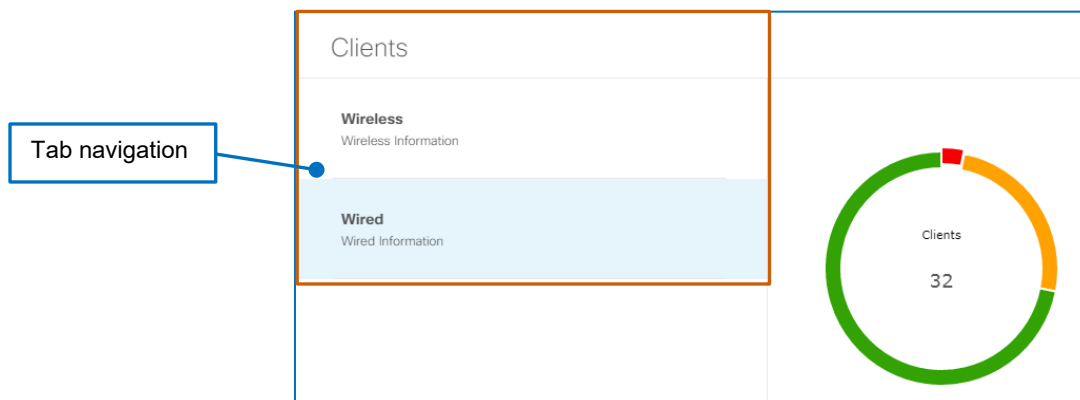 Clients
Wireless
Wireless Information
Tab navigation
Wired
Wired Information
Clients
32